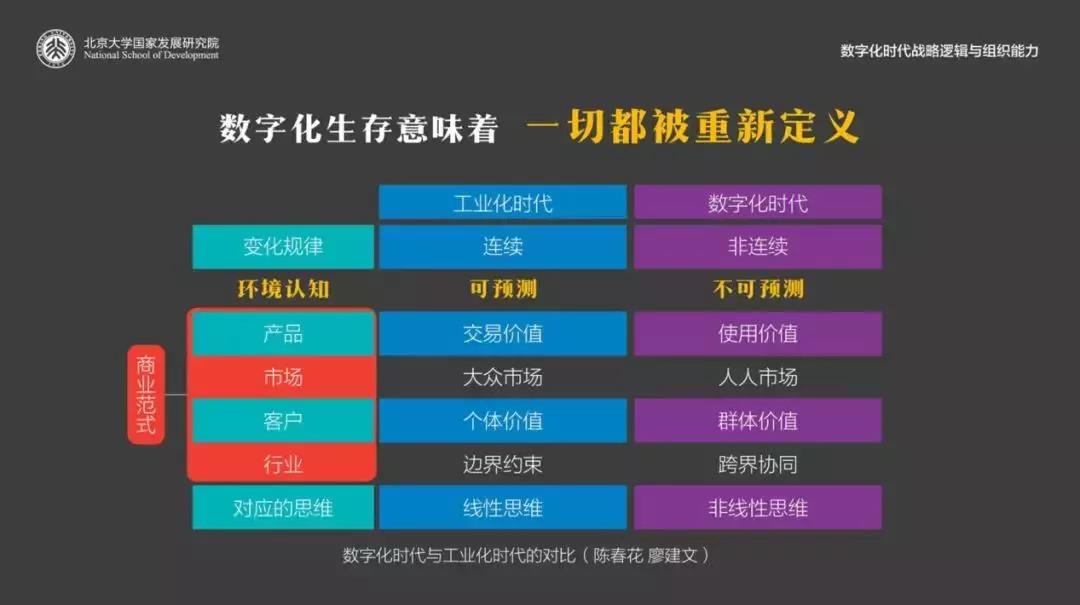 北京大学国家发展研究院
National School of Development
数字化时代战略逻辑与组织能力
数字化生存意味着 一切都被重新定义
工业化时代 数字化时代
变化规律 连续 非连续
环境认知 可预测 不可预测
产品 交易价值 使用价值
商业范式
市场 大众市场 人人市场
客户 个体价值 群体价值
行业 边界约束 跨界协同
对应的思维 线性思维 非线性思维
数字化时代与工业化时代的对比（陈春花 廖建文）